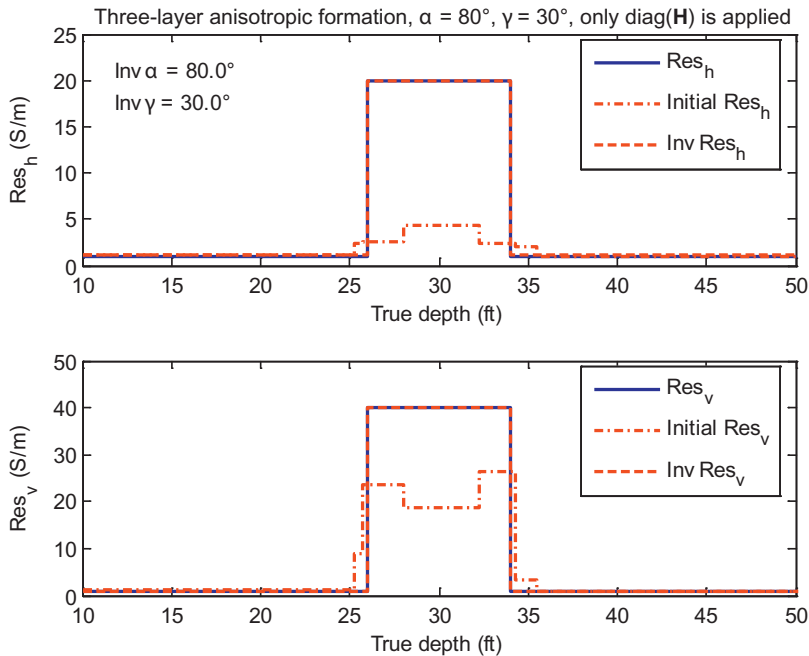 Three-layer anisotropic formation, α = 80°, γ = 30°, only diag(H) is applied
Inv α = 80.0°
Inv γ = 30.0°
Res_h
Initial Res_h
Inv Res_h
25
20
15
10
5
0
Res_h (S/m)
10 15 20 25 30 35 40 45 50
True depth (ft)
Res_v
Initial Res_v
Inv Res_v
50
40
30
20
10
0
Res_v (S/m)
10 15 20 25 30 35 40 45 50
True depth (ft)